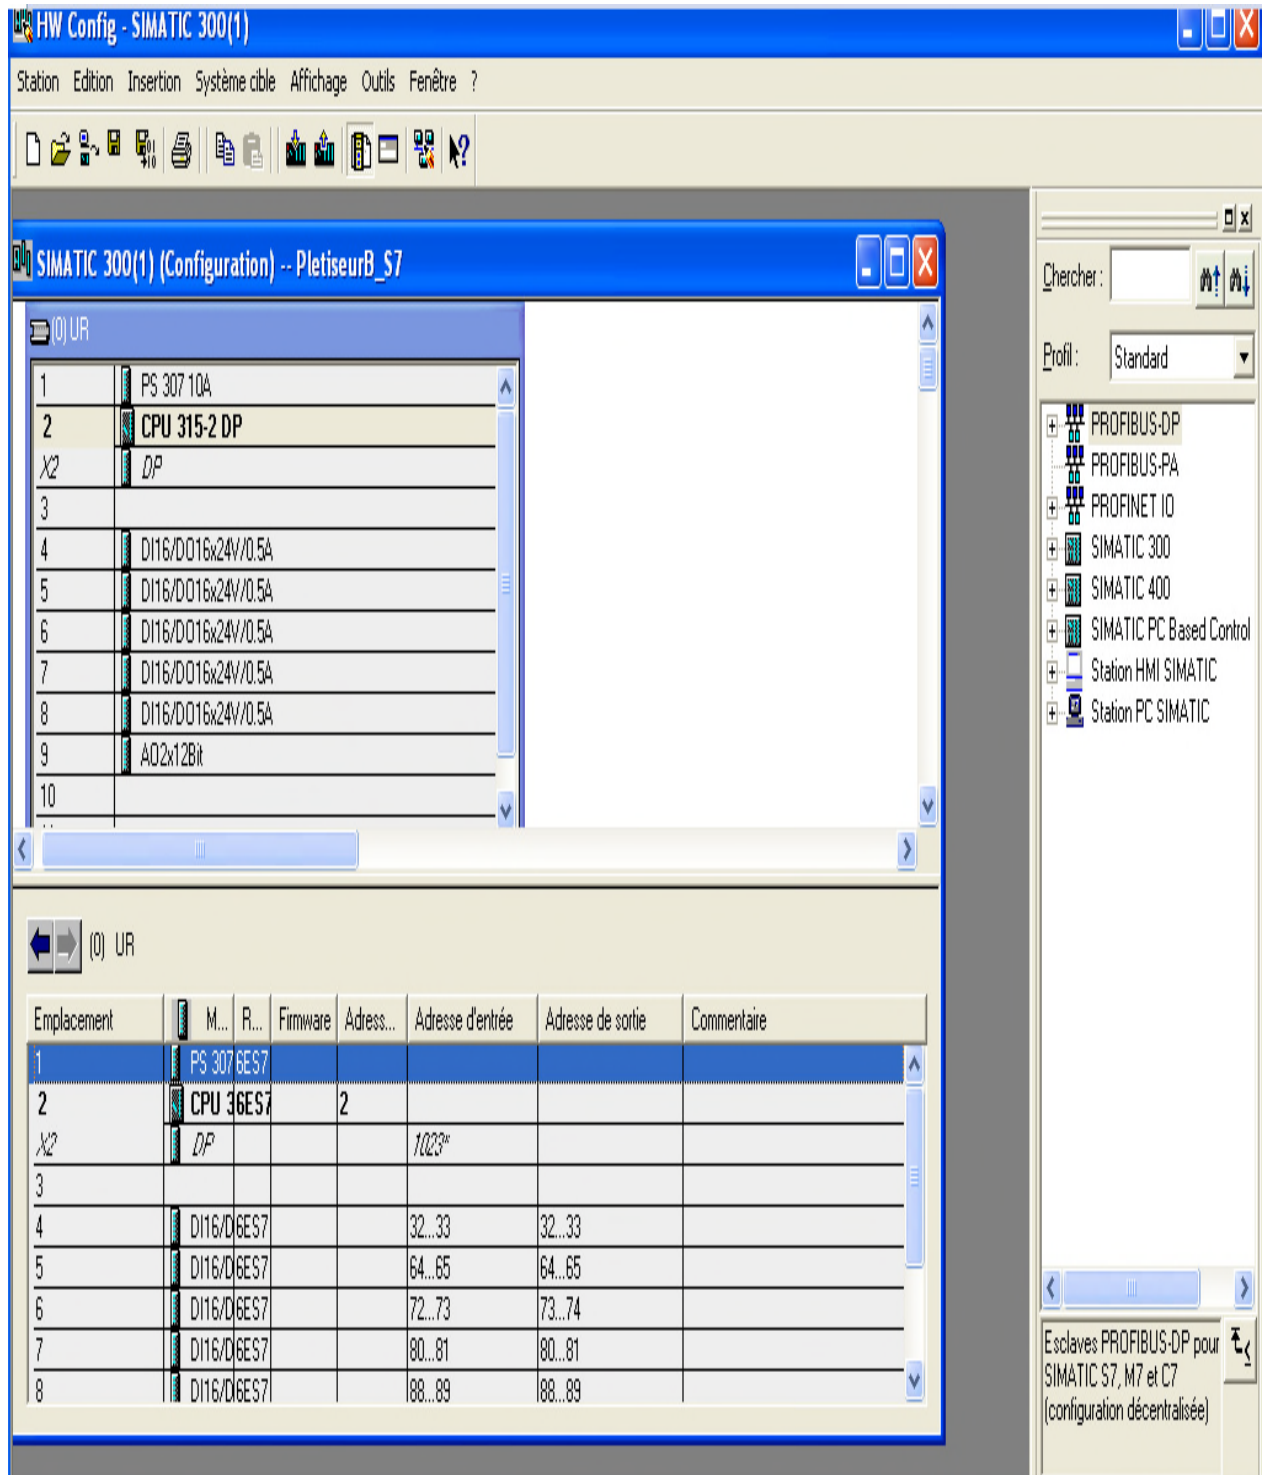 HW Config - SIMATIC 300(1)
Station Edition Insertion Système cible Affichage Outils Fenêtre ?
SIMATIC 300(1) (Configuration) -- PletiseurB_S7
(0) UR
1 PS 307 10A
2 CPU 315-2 DP
X2 DP
3
4 DI16/DO16x24V/0.5A
5 DI16/DO16x24V/0.5A
6 DI16/DO16x24V/0.5A
7 DI16/DO16x24V/0.5A
8 DI16/DO16x24V/0.5A
9 AO2x12Bit
10
(0) UR
Emplacement M... R... Firmware Adress... Adresse d'entrée Adresse de sortie Commentaire
1 PS 307 6ES7
2 CPU 3 6ES7 2
X2 DP 1023*
3
4 DI16/D 6ES7 32...33 32...33
5 DI16/D 6ES7 64...65 64...65
6 DI16/D 6ES7 72...73 73...74
7 DI16/D 6ES7 80...81 80...81
8 DI16/D 6ES7 88...89 88...89
Chercher :
Profil : Standard
PROFIBUS-DP
PROFIBUS-PA
PROFINET IO
SIMATIC 300
SIMATIC 400
SIMATIC PC Based Control
Station HMI SIMATIC
Station PC SIMATIC
Esclaves PROFIBUS-DP pour
SIMATIC S7, M7 et C7
(configuration décentralisée)